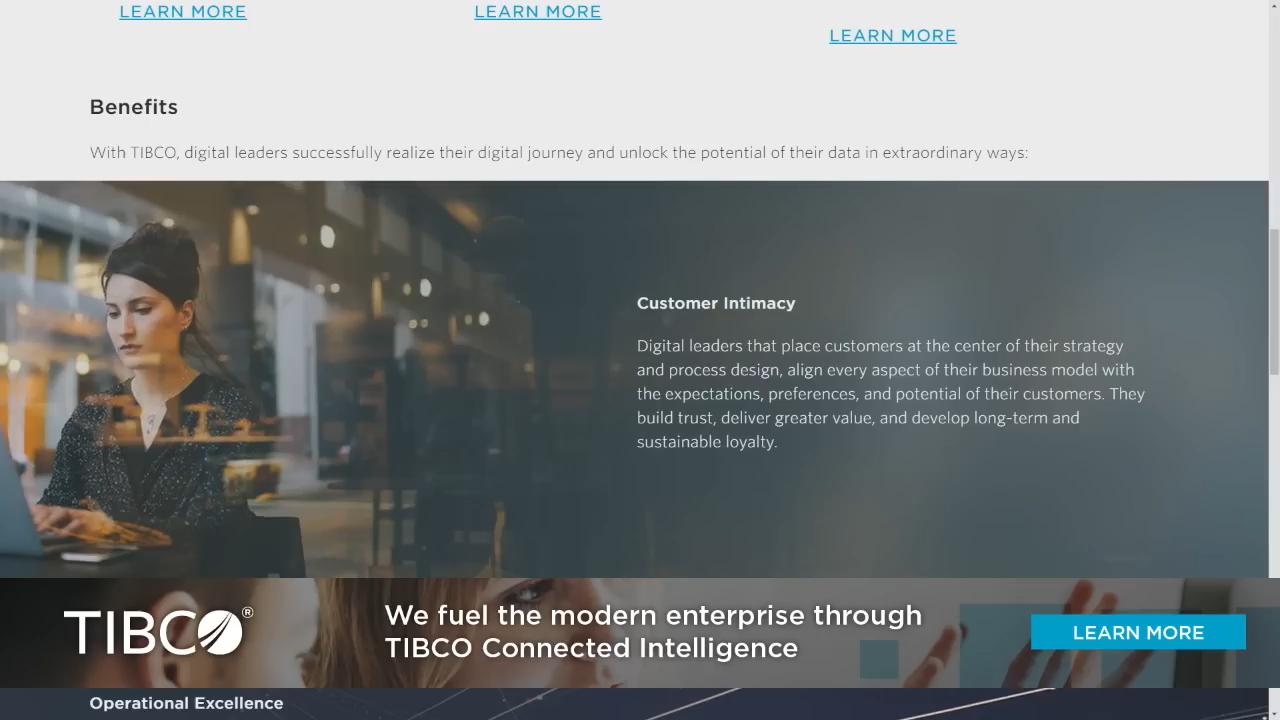 LEARN MORE
LEARN MORE
LEARN MORE
Benefits
With TIBCO, digital leaders successfully realize their digital journey and unlock the potential of their data in extraordinary ways:
Customer Intimacy
Digital leaders that place customers at the center of their strategy
and process design, align every aspect of their business model with
the expectations, preferences, and potential of their customers. They
build trust, deliver greater value, and develop long-term and
sustainable loyalty.
TIBCO®
We fuel the modern enterprise through
TIBCO Connected Intelligence
LEARN MORE
Operational Excellence